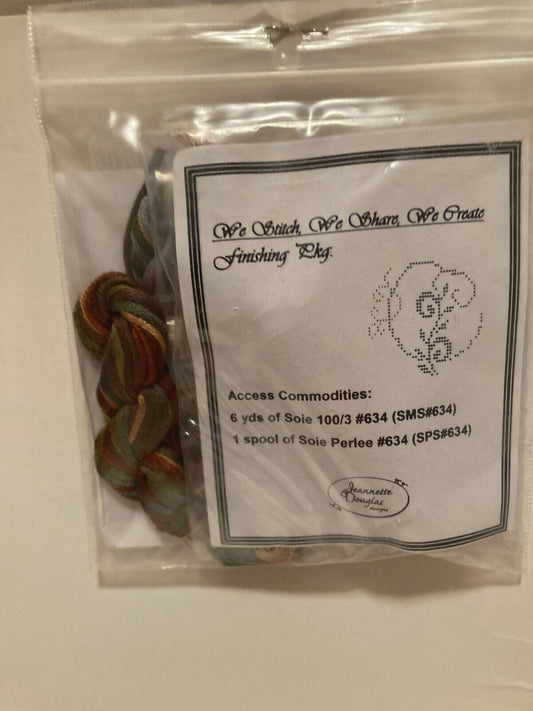 We Stitch, We Share, We Create
Finishing Pkg.
Access Commodities:
6 yds of Soie 100/3 #634 (SMS#634)
1 spool of Soie Perlee #634 (SPS#634)
Jeannette
Douglas
designs